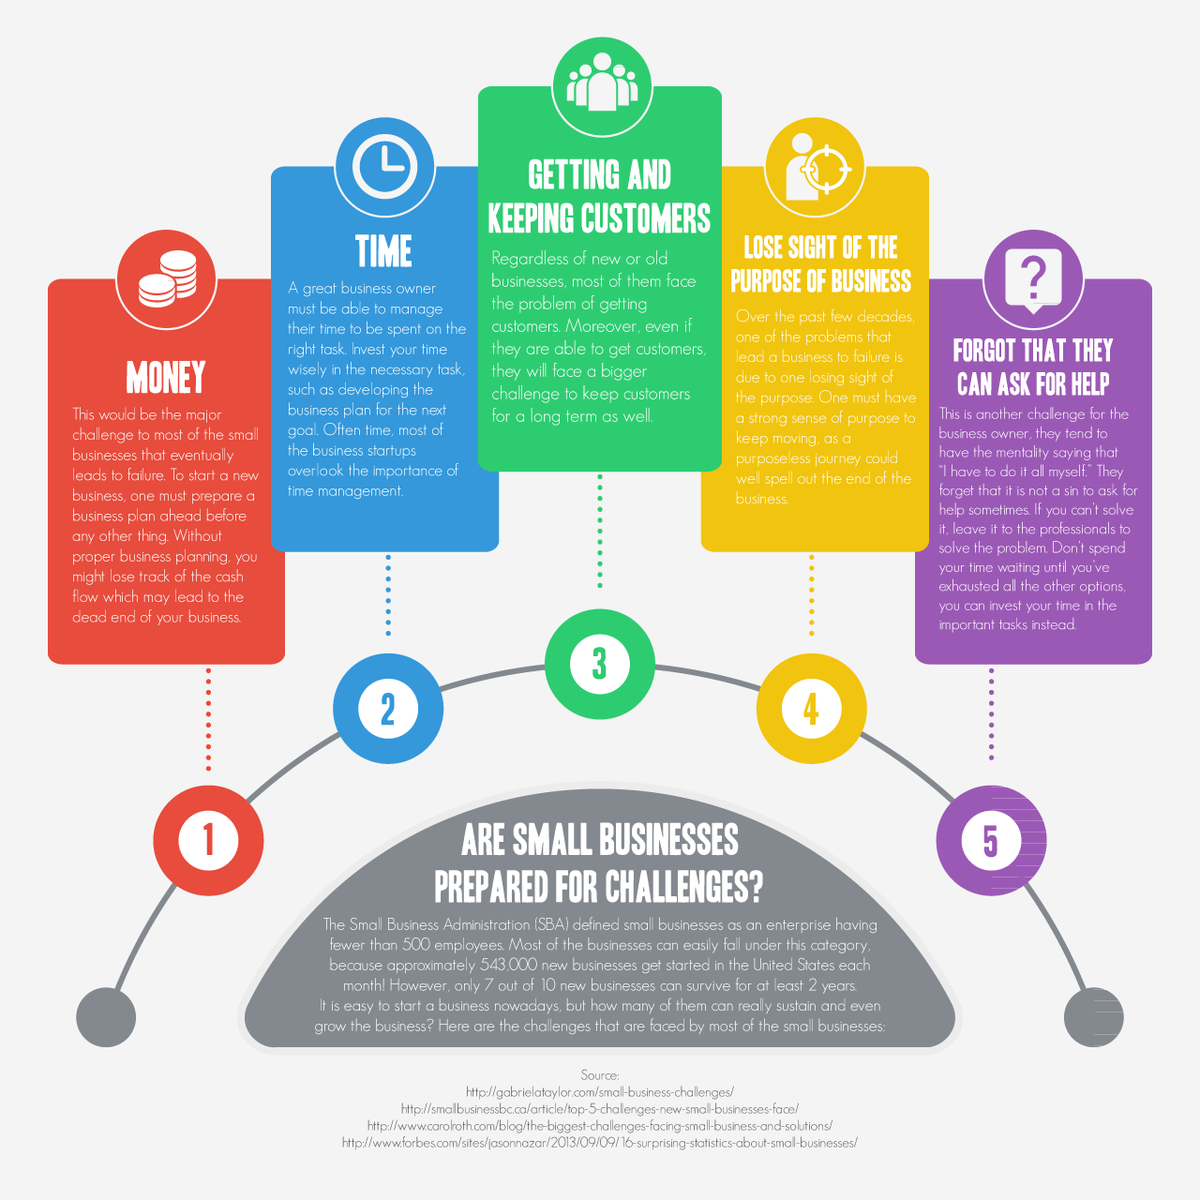 MONEY
This would be the major
challenge to most of the small
businesses that eventually
leads to failure. To start a new
business, one must prepare a
business plan ahead before
any other thing. Without
proper business planning, you
might lose track of the cash
flow which may lead to the
dead end of your business.
TIME
A great business owner
must be able to manage
their time to be spent on the
right task. Invest your time
wisely in the necessary task,
such as developing the
business plan for the next
goal. Often time, most of
the business startups
overlook the importance of
time management.
GETTING AND
KEEPING CUSTOMERS
Regardless of new or old
businesses, most of them face
the problem of getting
customers. Moreover, even if
they are able to get customers,
they will face a bigger
challenge to keep customers
for a long term as well.
LOSE SIGHT OF THE
PURPOSE OF BUSINESS
Over the past few decades,
one of the problems that
lead a business to failure is
due to one losing sight of
the purpose. One must have
a strong sense of purpose to
keep moving, as a
purposeless journey could
well spell out the end of the
business.
?
FORGOT THAT THEY
CAN ASK FOR HELP
This is another challenge for the
business owner, they tend to
have the mentality saying that
"I have to do it all myself." They
forget that it is not a sin to ask for
help sometimes. If you can't solve
it, leave it to the professionals to
solve the problem. Don't spend
your time waiting until you've
exhausted all the other options,
you can invest your time in the
important tasks instead.
1
2
3
4
5
ARE SMALL BUSINESSES
PREPARED FOR CHALLENGES?
The Small Business Administration (SBA) defined small businesses as an enterprise having
fewer than 500 employees. Most of the businesses can easily fall under this category,
because approximately 543,000 new businesses get started in the United States each
month! However, only 7 out of 10 new businesses can survive for at least 2 years.
It is easy to start a business nowadays, but how many of them can really sustain and even
grow the business? Here are the challenges that are faced by most of the small businesses:
Source:
http://gabrielataylor.com/small-business-challenges/
http://smallbusinessbc.ca/article/top-5-challenges-new-small-businesses-face/
http://www.carolroth.com/blog/the-biggest-challenges-facing-small-business-and-solutions/
http://www.forbes.com/sites/jasonnazar/2013/09/09/16-surprising-statistics-about-small-businesses/